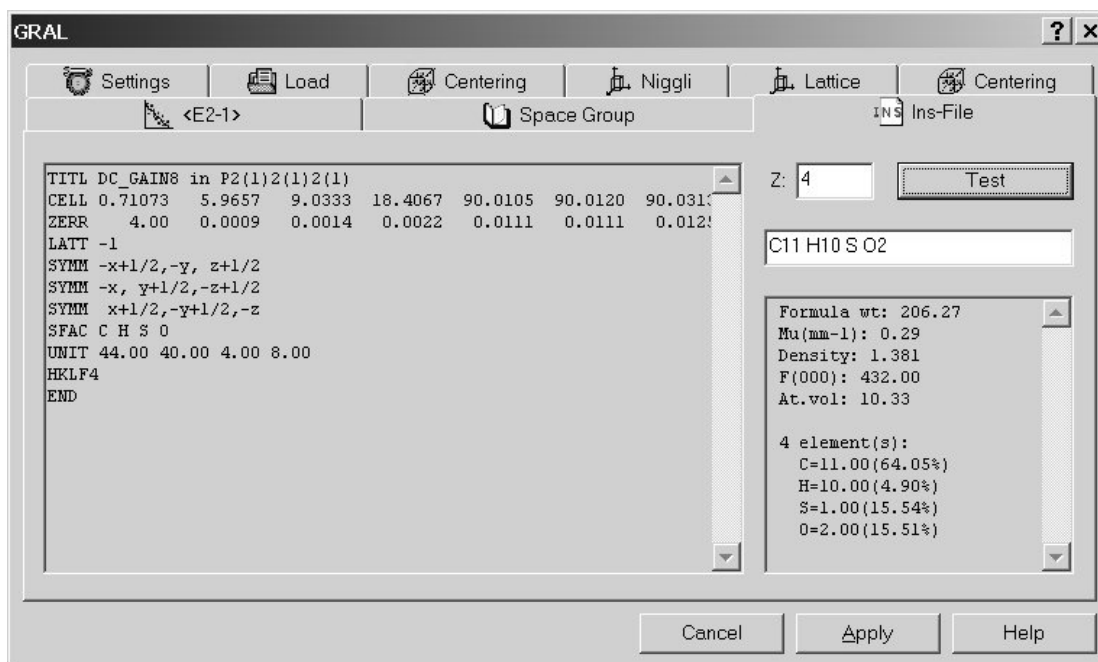 GRAL
Settings
Load
Centering
Niggli
Lattice
Centering
<E2-1>
Space Group
INS Ins-File
TITL DC_GAIN8 in P2(1)2(1)2(1)
CELL 0.71073 5.9657 9.0333 18.4067 90.0105 90.0120 90.031
ZERR 4.00 0.0009 0.0014 0.0022 0.0111 0.0111 0.012
LATT -1
SYMM -x+1/2,-y, z+1/2
SYMM -x, y+1/2,-z+1/2
SYMM x+1/2,-y+1/2,-z
SFAC C H S O
UNIT 44.00 40.00 4.00 8.00
HKLF4
END
Z: 4
Test
C11 H10 S O2
Formula wt: 206.27
Mu(mm-1): 0.29
Density: 1.381
F(000): 432.00
At.vol: 10.33
4 element(s):
C=11.00(64.05%)
H=10.00(4.90%)
S=1.00(15.54%)
O=2.00(15.51%)
Cancel
Apply
Help